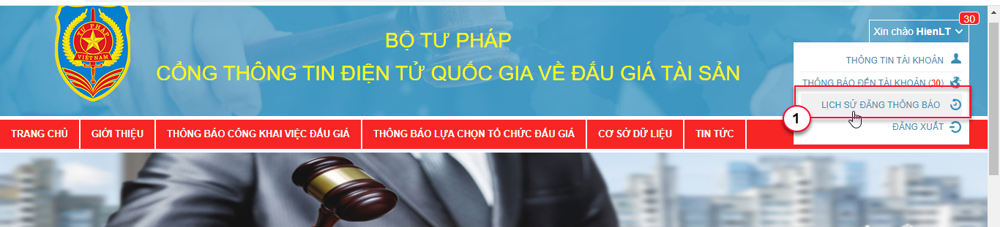 TƯ PHÁP
VIỆT NAM
BỘ TƯ PHÁP
CỔNG THÔNG TIN ĐIỆN TỬ QUỐC GIA VỀ ĐẤU GIÁ TÀI SẢN
30
Xin chào HienLT
THÔNG TIN TÀI KHOẢN
THÔNG BÁO ĐẾN TÀI KHOẢN (30)
LỊCH SỬ ĐĂNG THÔNG BÁO
1
ĐĂNG XUẤT
TRANG CHỦ GIỚI THIỆU THÔNG BÁO CÔNG KHAI VIỆC ĐẤU GIÁ THÔNG BÁO LỰA CHỌN TỔ CHỨC ĐẤU GIÁ CƠ SỞ DỮ LIỆU TIN TỨC